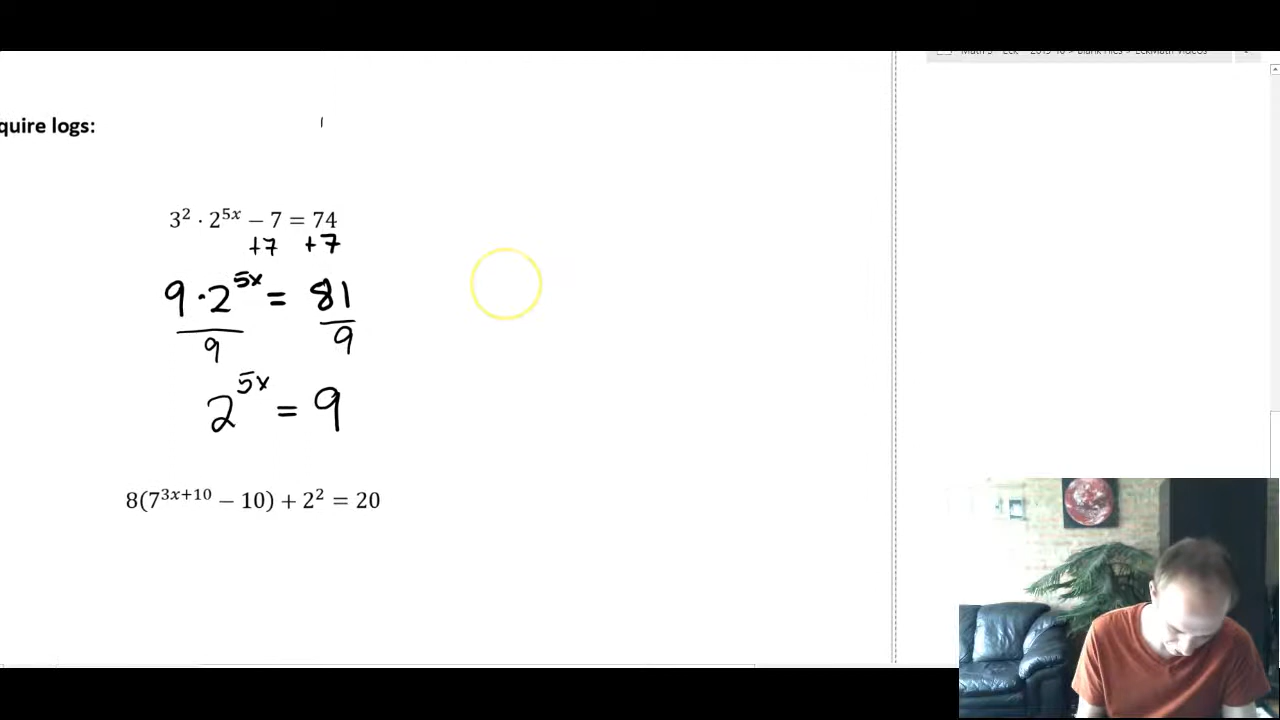 quire logs:
3² · 2⁵ˣ − 7 = 74
+7 +7
9 · 2⁵ˣ = 81
9 9
2⁵ˣ = 9
8(7³ˣ⁺¹⁰ − 10) + 2² = 20